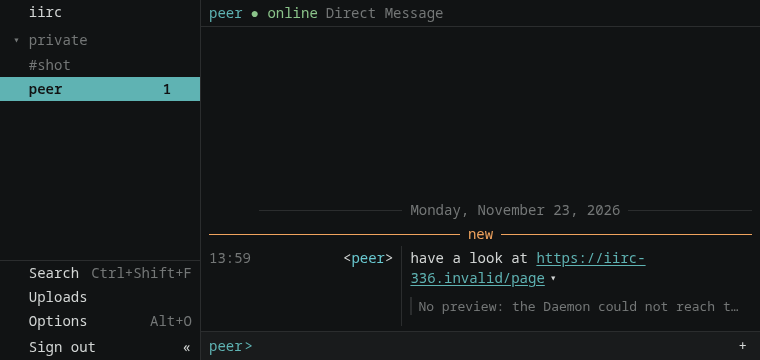 iirc
▾ private
#shot
peer 1
Search Ctrl+Shift+F
Uploads
Options Alt+O
Sign out «
peer ● online Direct Message
Monday, November 23, 2026
new
13:59 <peer> have a look at https://iirc-
336.invalid/page ▾
No preview: the Daemon could not reach t…
peer> +